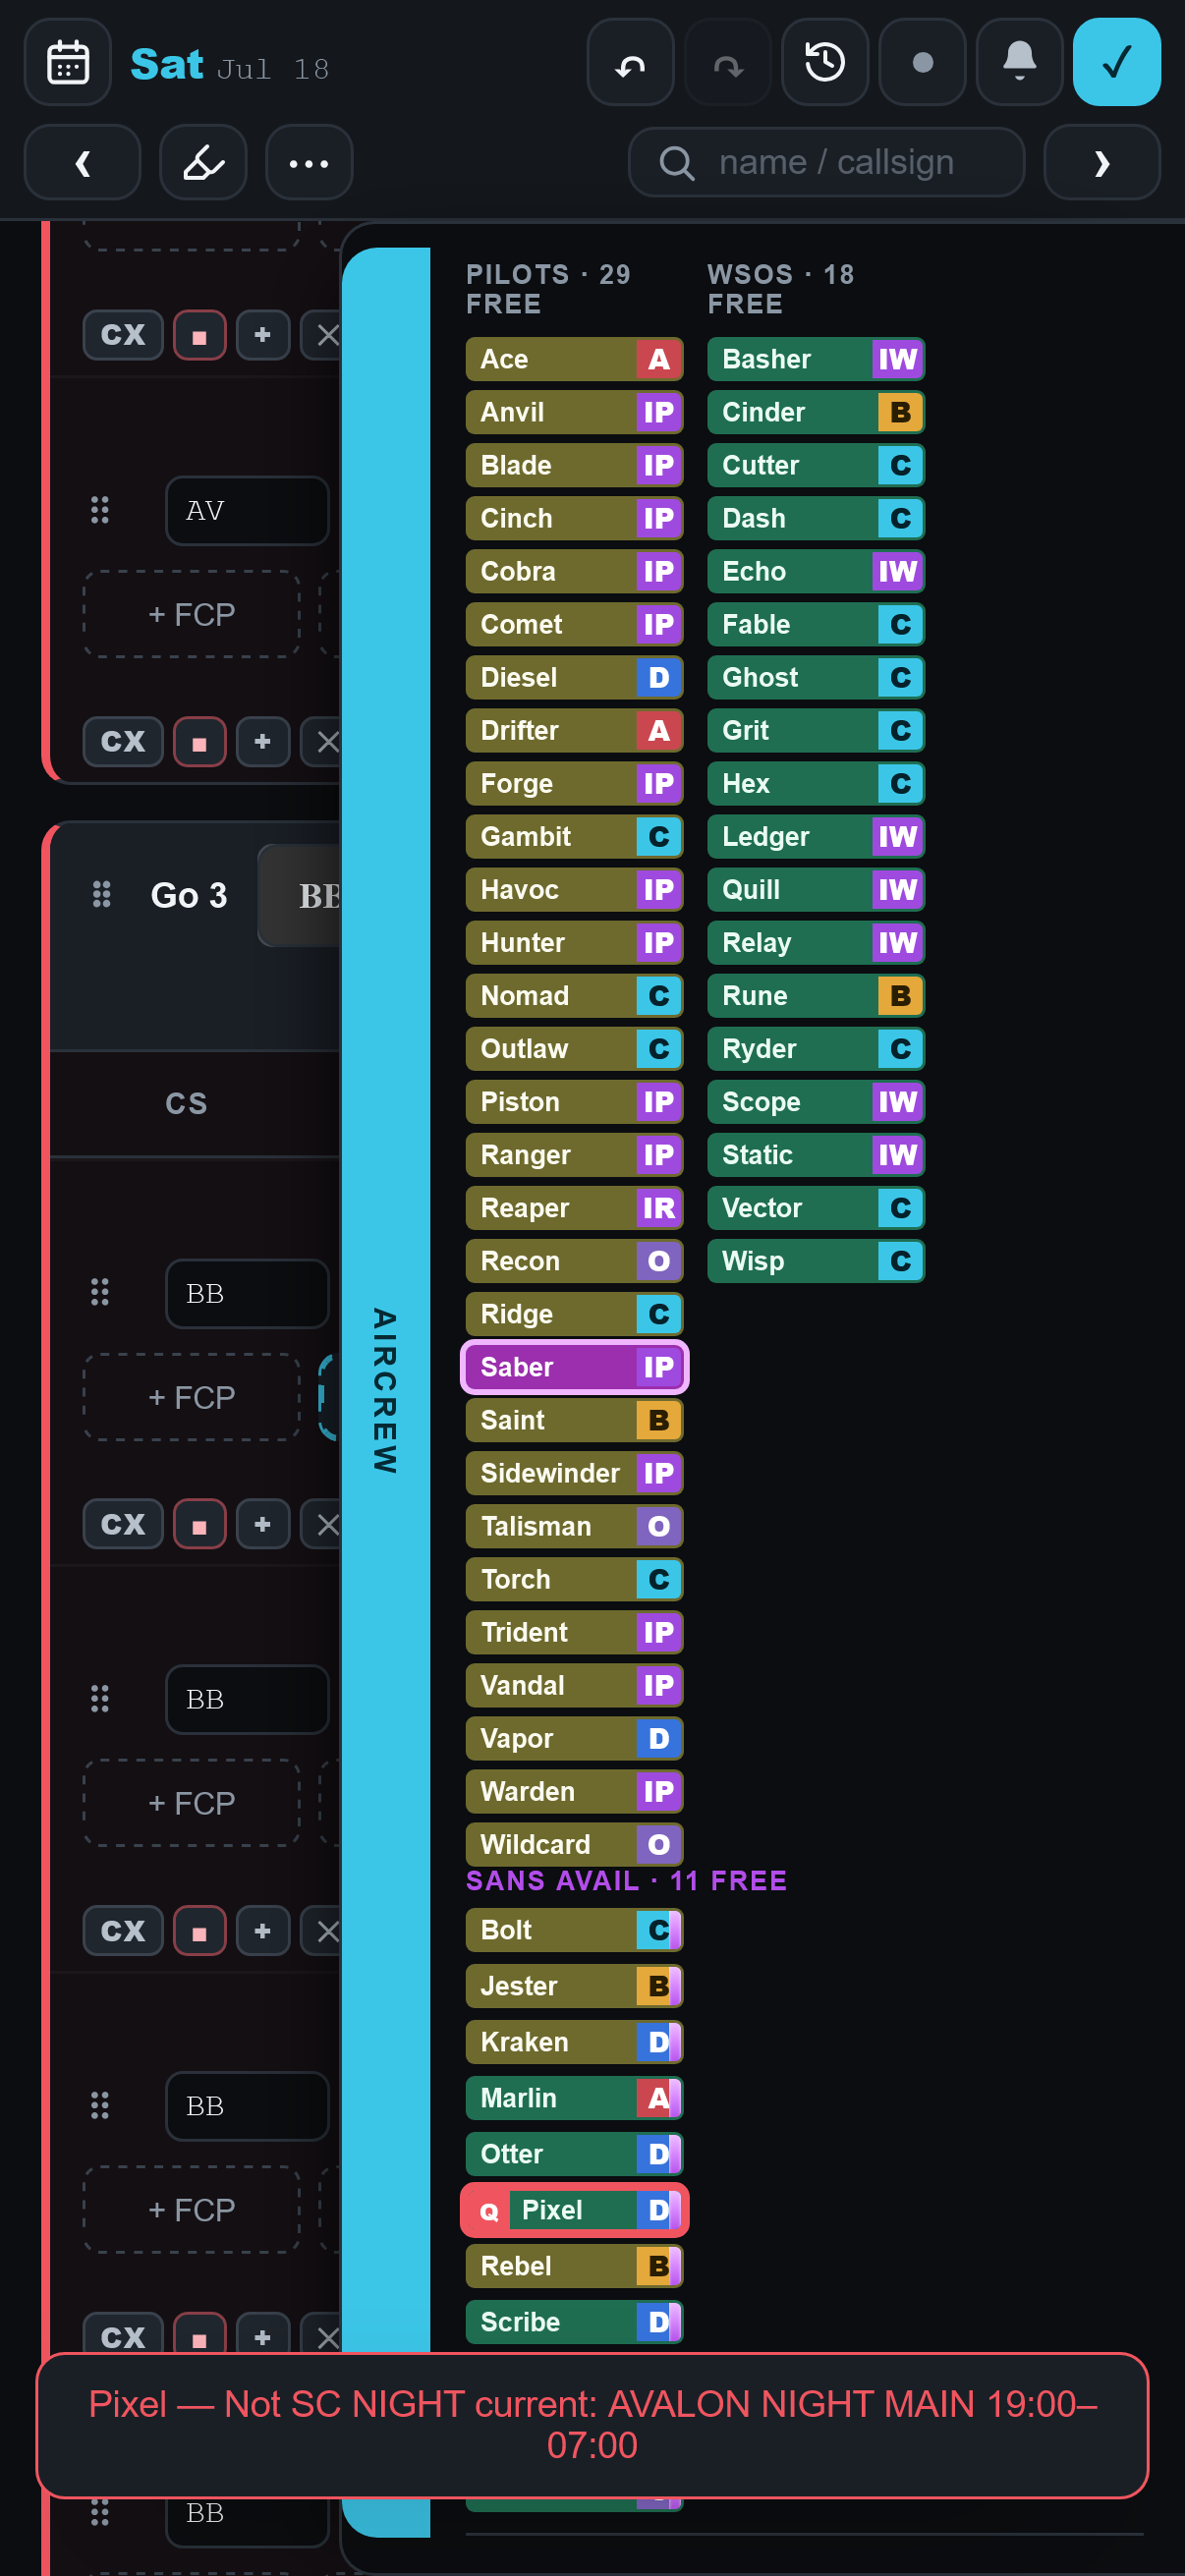 Sat Jul 18
name / callsign
PILOTS · 29 FREE
WSOS · 18 FREE
Ace A
Basher IW
Anvil IP
Cinder B
Blade IP
Cutter C
Cinch IP
Dash C
Cobra IP
Echo IW
Comet IP
Fable C
Diesel D
Ghost C
Drifter A
Grit C
Forge IP
Hex C
Gambit C
Ledger IW
Havoc IP
Quill IW
Hunter IP
Relay IW
Nomad C
Rune B
Outlaw C
Ryder C
Piston IP
Scope IW
Ranger IP
Static IW
Reaper IR
Vector C
Recon O
Wisp C
Ridge C
Saber IP
Saint B
Sidewinder IP
Talisman O
Torch C
Trident IP
Vandal IP
Vapor D
Warden IP
Wildcard O
SANS AVAIL · 11 FREE
Bolt C
Jester B
Kraken D
Marlin A
Otter D
Q Pixel D
Rebel B
Scribe D
AIRCREW
CX +
AV
+ FCP
CX +
Go 3 BB
CS
BB
+ FCP
CX +
BB
+ FCP
CX +
BB
+ FCP
CX +
Pixel — Not SC NIGHT current: AVALON NIGHT MAIN 19:00–
07:00
BB